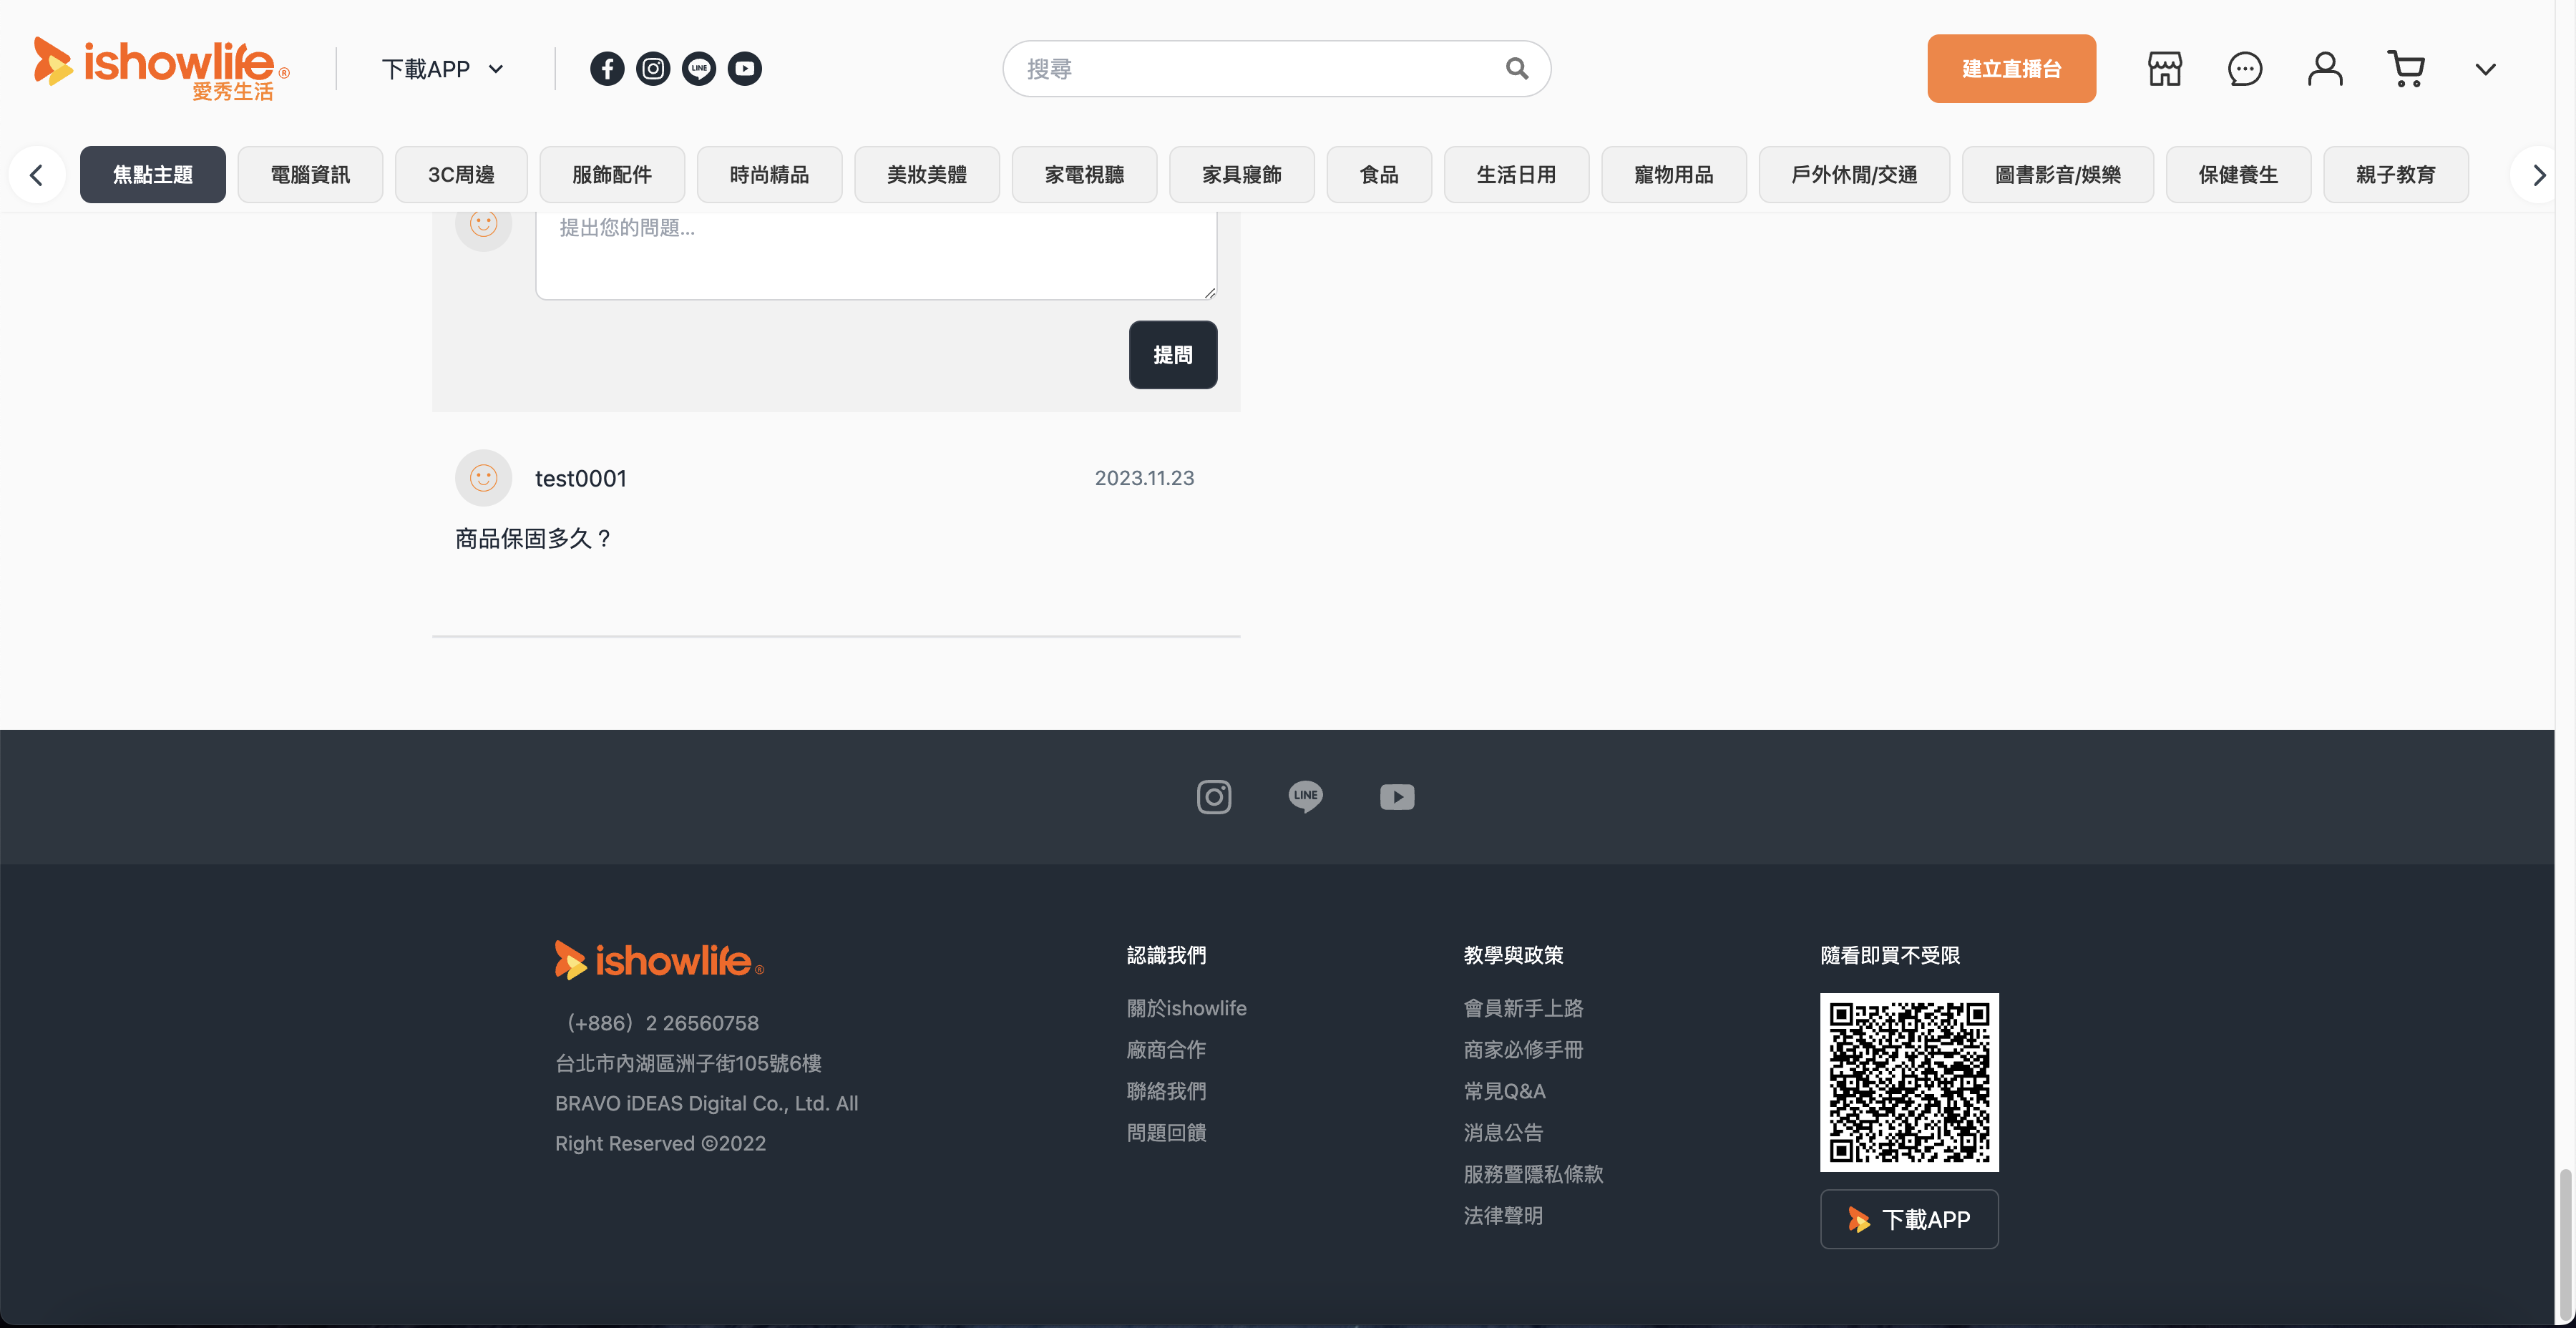 ishowlife®
愛秀生活
下載APP
LINE
搜尋
建立直播台
焦點主題
電腦資訊
3C周邊
服飾配件
時尚精品
美妝美體
家電視聽
家具寢飾
食品
生活日用
寵物用品
戶外休閒/交通
圖書影音/娛樂
保健養生
親子教育
提出您的問題...
提問
test0001
2023.11.23
商品保固多久？
LINE
ishowlife®
（+886）2 26560758
台北市內湖區洲子街105號6樓
BRAVO iDEAS Digital Co., Ltd. All
Right Reserved ©2022
認識我們
關於ishowlife
廠商合作
聯絡我們
問題回饋
教學與政策
會員新手上路
商家必修手冊
常見Q&A
消息公告
服務暨隱私條款
法律聲明
隨看即買不受限
下載APP